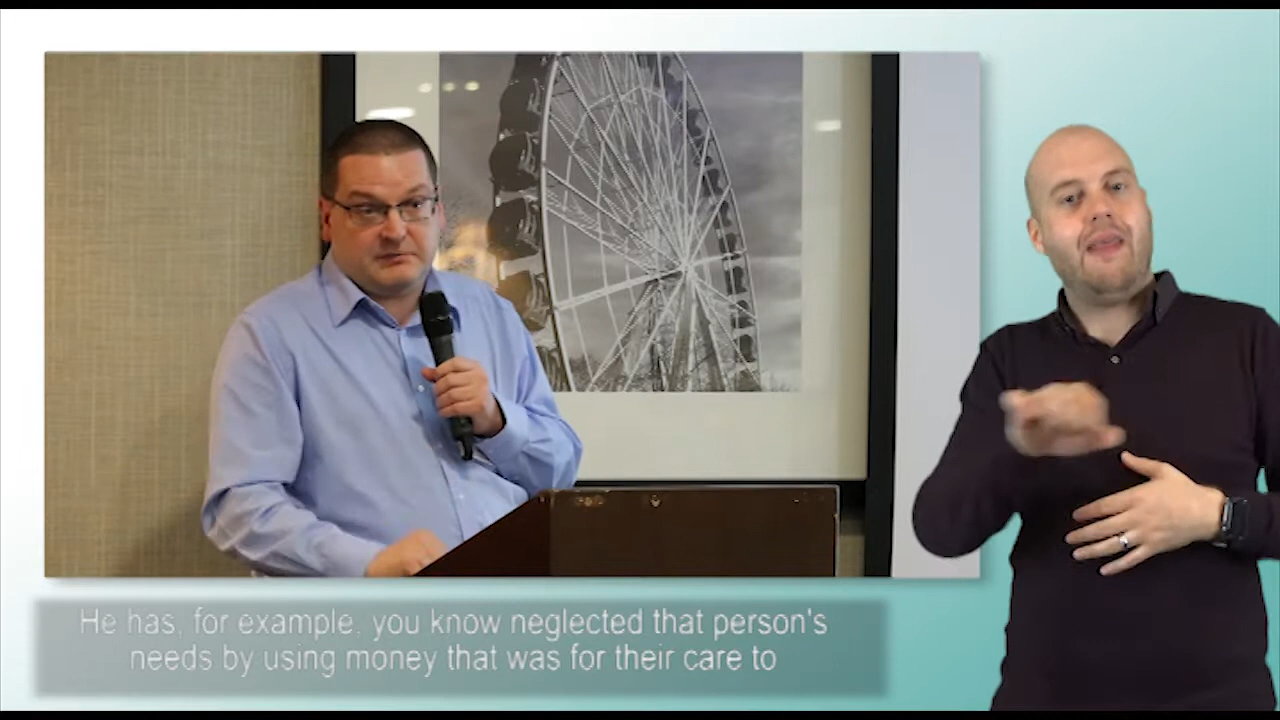 He has, for example, you know neglected that person's
needs by using money that was for their care to